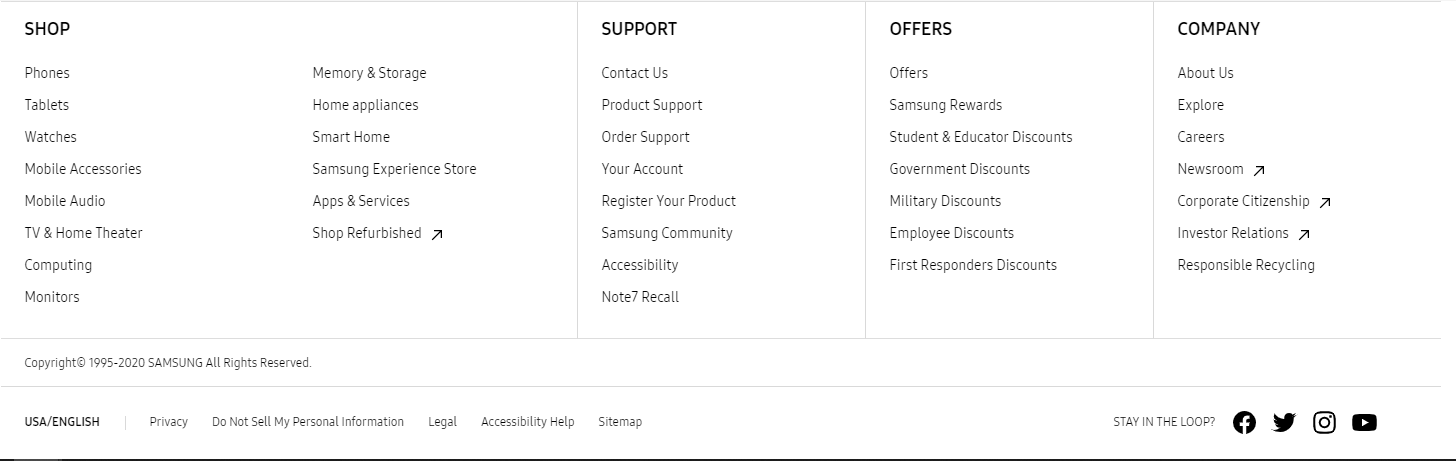 SHOP
Phones
Tablets
Watches
Mobile Accessories
Mobile Audio
TV & Home Theater
Computing
Monitors
Memory & Storage
Home appliances
Smart Home
Samsung Experience Store
Apps & Services
Shop Refurbished
SUPPORT
Contact Us
Product Support
Order Support
Your Account
Register Your Product
Samsung Community
Accessibility
Note7 Recall
OFFERS
Offers
Samsung Rewards
Student & Educator Discounts
Government Discounts
Military Discounts
Employee Discounts
First Responders Discounts
COMPANY
About Us
Explore
Careers
Newsroom
Corporate Citizenship
Investor Relations
Responsible Recycling
Copyright© 1995-2020 SAMSUNG All Rights Reserved.
USA/ENGLISH Privacy Do Not Sell My Personal Information Legal Accessibility Help Sitemap STAY IN THE LOOP?